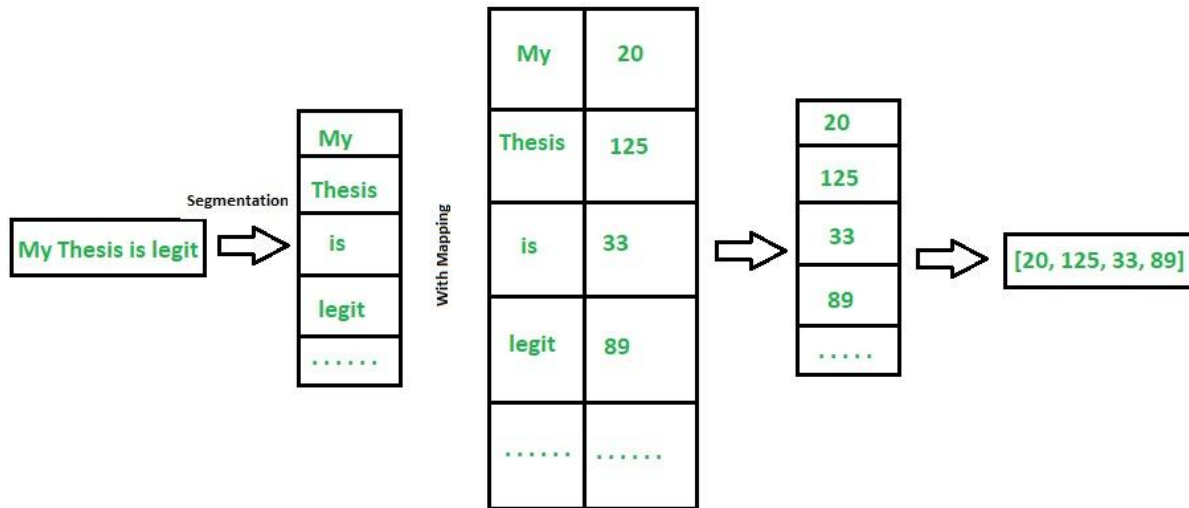 My Thesis is legit
Segmentation
My
Thesis
is
legit
......
With Mapping
My 20
Thesis 125
is 33
legit 89
...... ......
20
125
33
89
.....
[20, 125, 33, 89]